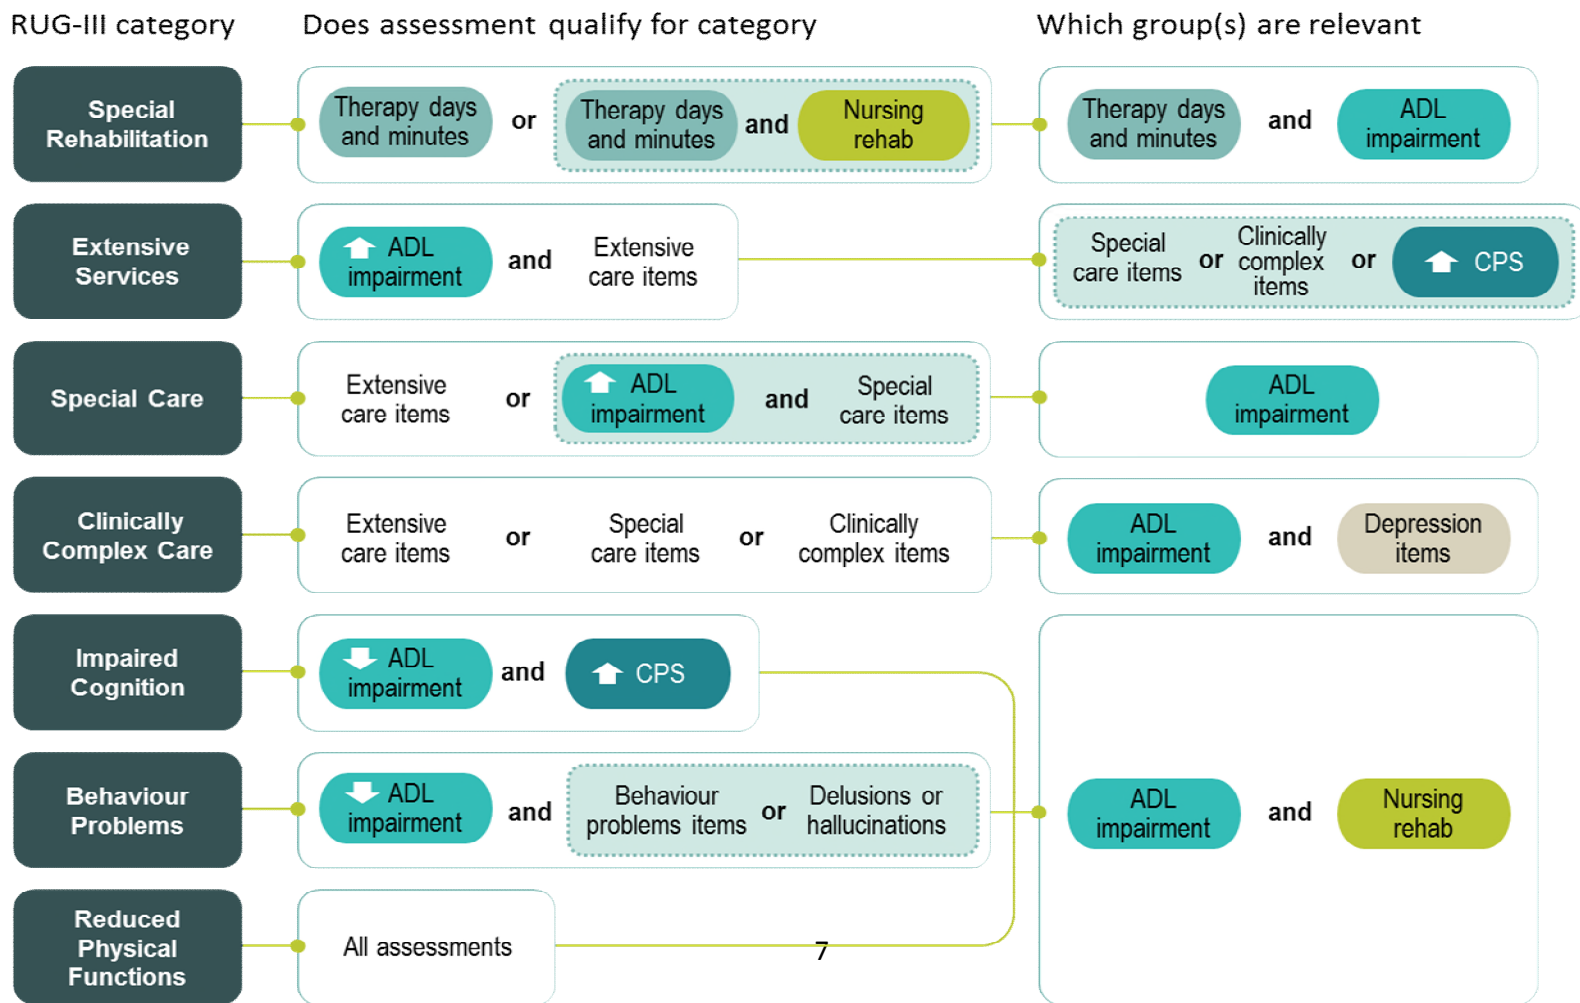 RUG-III category
Does assessment qualify for category
Which group(s) are relevant
Special
Rehabilitation
Therapy days
and minutes
or
Therapy days
and minutes
and
Nursing
rehab
Therapy days
and minutes
and
ADL
impairment
Extensive
Services
ADL
impairment
and
Extensive
care items
Special
care items
or
Clinically
complex
items
or
CPS
Special Care
Extensive
care items
or
ADL
impairment
and
Special
care items
ADL
impairment
Clinically
Complex Care
Extensive
care items
or
Special
care items
or
Clinically
complex items
ADL
impairment
and
Depression
items
Impaired
Cognition
ADL
impairment
and
CPS
Behaviour
Problems
ADL
impairment
and
Behaviour
problems items
or
Delusions or
hallucinations
ADL
impairment
and
Nursing
rehab
Reduced
Physical
Functions
All assessments
7